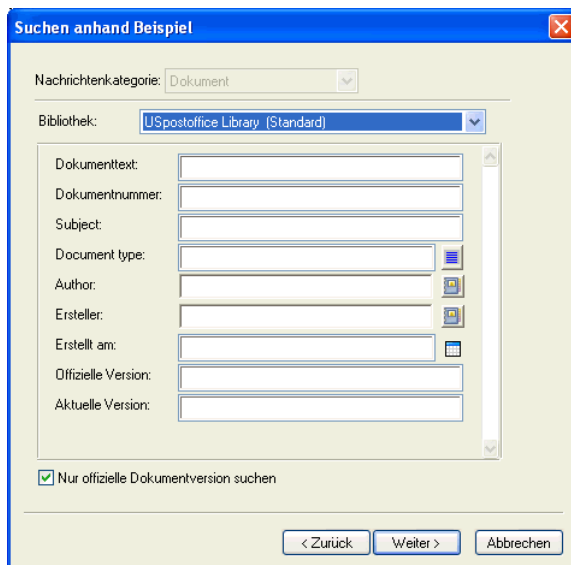 Suchen anhand Beispiel
Nachrichtenkategorie: Dokument
Bibliothek: USpostoffice Library (Standard)
Dokumenttext:
Dokumentnummer:
Subject:
Document type:
Author:
Ersteller:
Erstellt am:
Offizielle Version:
Aktuelle Version:
Nur offizielle Dokumentversion suchen
< Zurück Weiter > Abbrechen